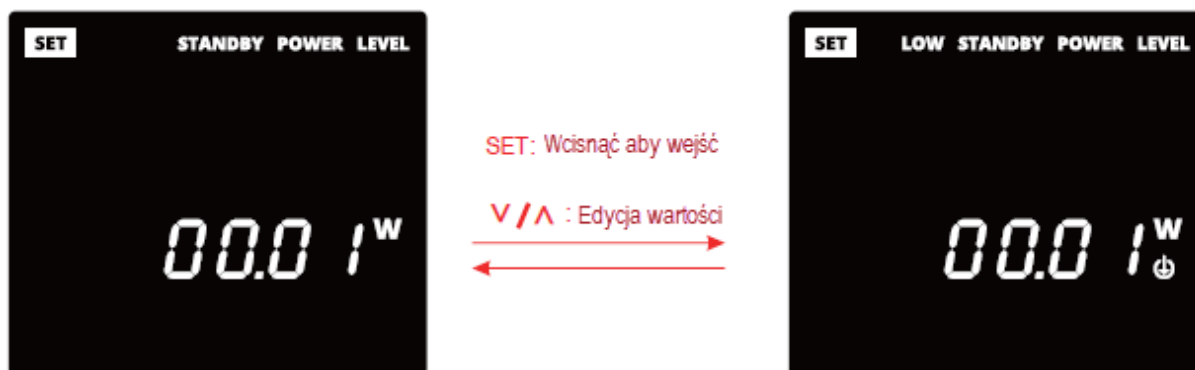 SET STANDBY POWER LEVEL
00.01 W
SET: Wcisnąć aby wejść
∨/∧ : Edycja wartości
SET LOW STANDBY POWER LEVEL
00.01 W